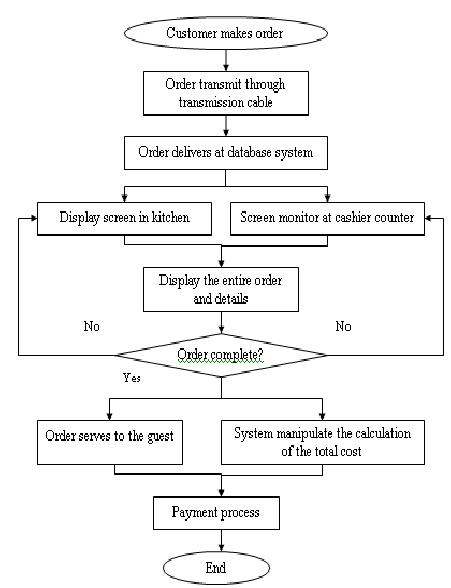 Customer makes order
Order transmit through
transmission cable
Order delivers at database system
Display screen in kitchen
Screen monitor at cashier counter
Display the entire order
and details
No
No
Order complete?
Yes
Order serves to the guest
System manipulate the calculation
of the total cost
Payment process
End